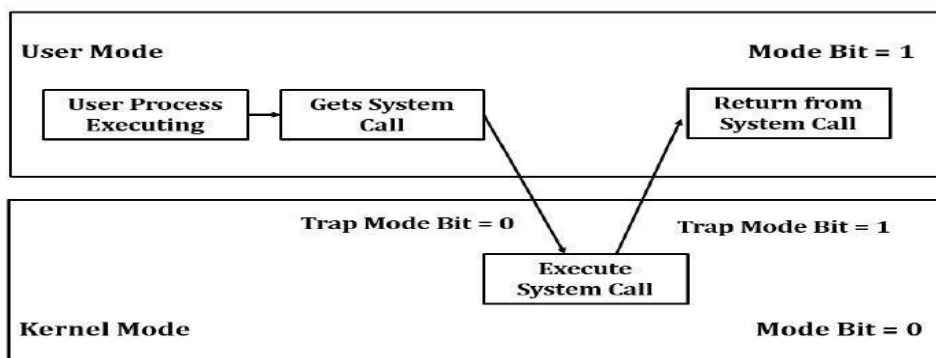 User Mode
Mode Bit = 1
User Process
Executing
Gets System
Call
Return from
System Call
Trap Mode Bit = 0
Trap Mode Bit = 1
Execute
System Call
Kernel Mode
Mode Bit = 0